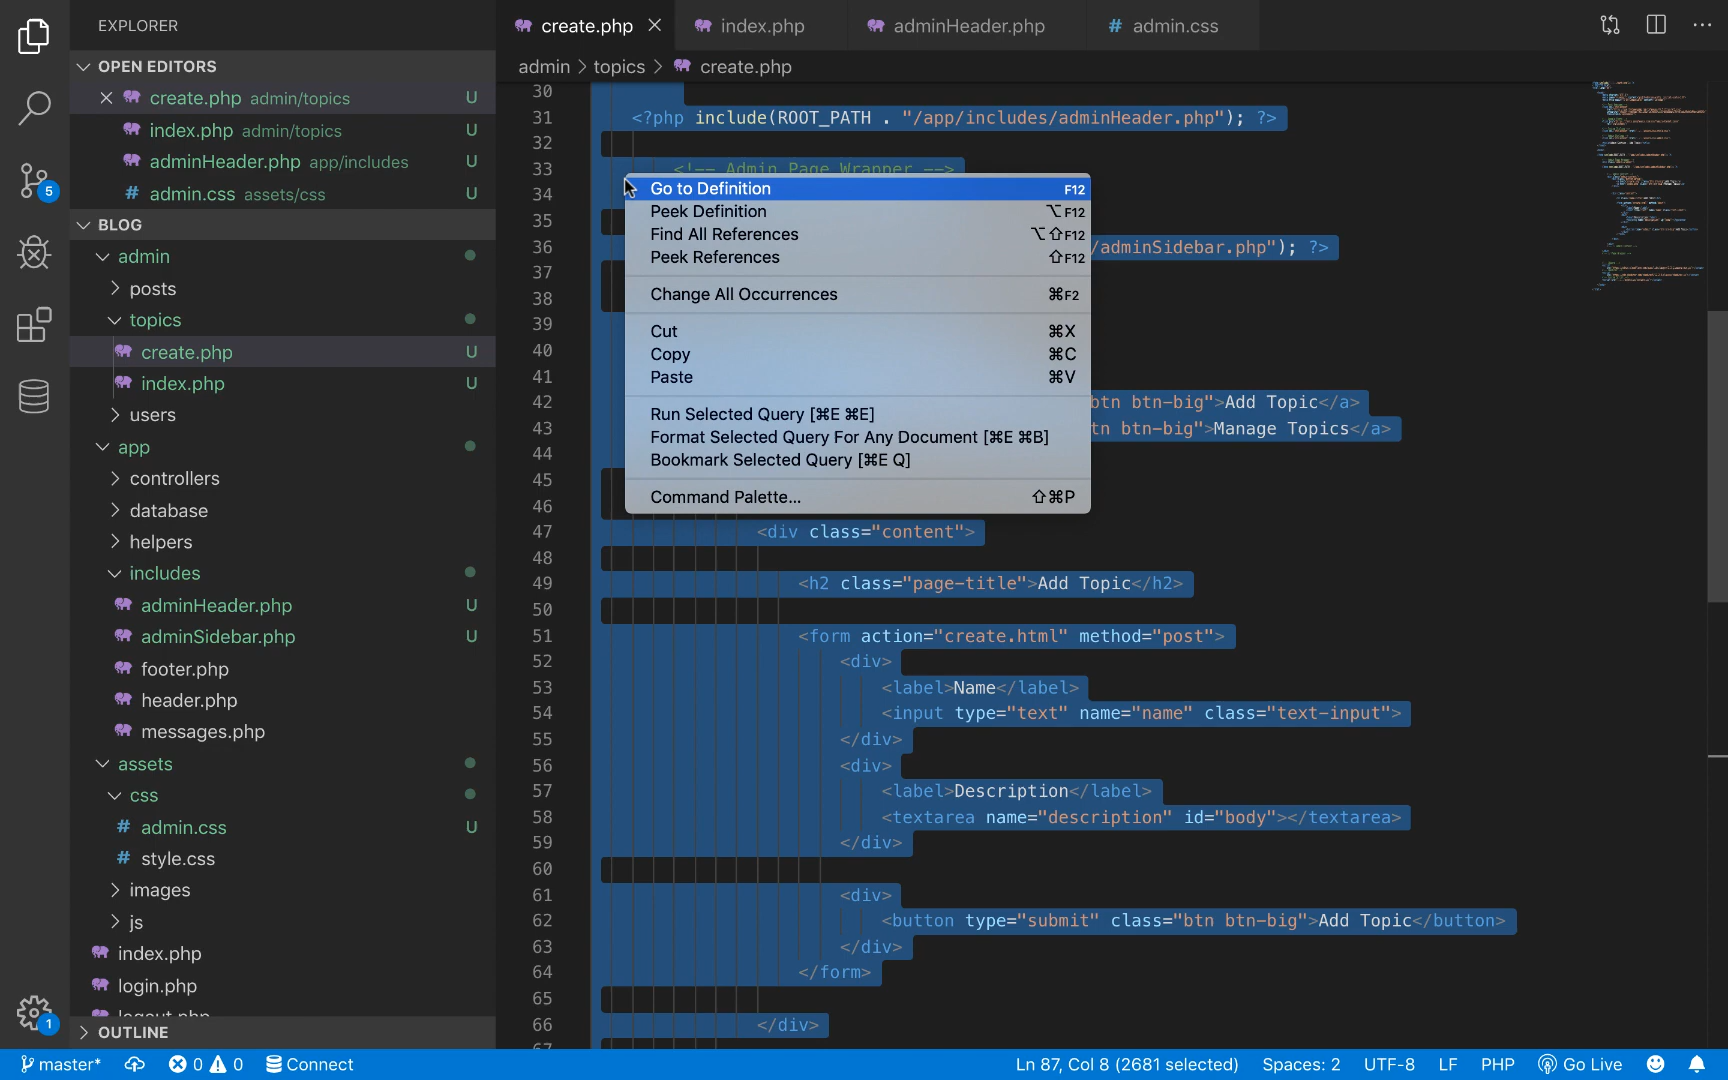 EXPLORER
OPEN EDITORS
create.php admin/topics U
index.php admin/topics U
adminHeader.php app/includes U
# admin.css assets/css U
BLOG
admin
posts
topics
create.php U
index.php U
users
app
controllers
database
helpers
includes
adminHeader.php U
adminSidebar.php U
footer.php
header.php
messages.php
assets
css
# admin.css U
# style.css
images
js
index.php
login.php
logout.php
OUTLINE
5
1
create.php
index.php
adminHeader.php
# admin.css
admin > topics > create.php
30
31 <?php include(ROOT_PATH . "/app/includes/adminHeader.php"); ?>
32
33 <!-- Admin Page Wrapper -->
34
35
36 /adminSidebar.php"); ?>
37
38
39
40
41
42 btn btn-big">Add Topic</a>
43 tn btn-big">Manage Topics</a>
44
45
46
47 <div class="content">
48
49 <h2 class="page-title">Add Topic</h2>
50
51 <form action="create.html" method="post">
52 <div>
53 <label>Name</label>
54 <input type="text" name="name" class="text-input">
55 </div>
56 <div>
57 <label>Description</label>
58 <textarea name="description" id="body"></textarea>
59 </div>
60
61 <div>
62 <button type="submit" class="btn btn-big">Add Topic</button>
63 </div>
64 </form>
65
66 </div>
67
Go to Definition F12
Peek Definition ⌥F12
Find All References ⌥⇧F12
Peek References ⇧F12
Change All Occurrences ⌘F2
Cut ⌘X
Copy ⌘C
Paste ⌘V
Run Selected Query [⌘E ⌘E]
Format Selected Query For Any Document [⌘E ⌘B]
Bookmark Selected Query [⌘E Q]
Command Palette... ⇧⌘P
master* 0 0 Connect Ln 87, Col 8 (2681 selected) Spaces: 2 UTF-8 LF PHP Go Live